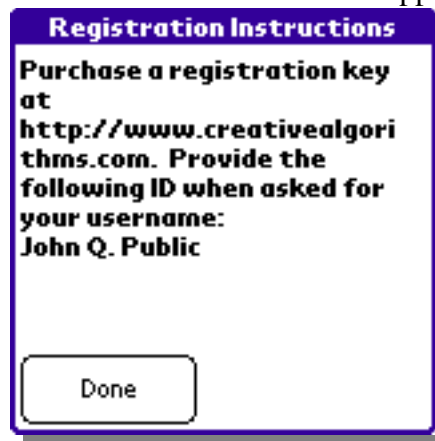 Registration Instructions
Purchase a registration key
at
http://www.creativealgori
thms.com. Provide the
following ID when asked for
your username:
John Q. Public
Done